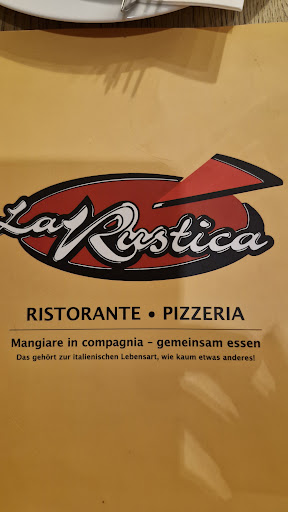 La Rustica
RISTORANTE • PIZZERIA
Mangiare in compagnia – gemeinsam essen
Das gehört zur italienischen Lebensart, wie kaum etwas anderes!